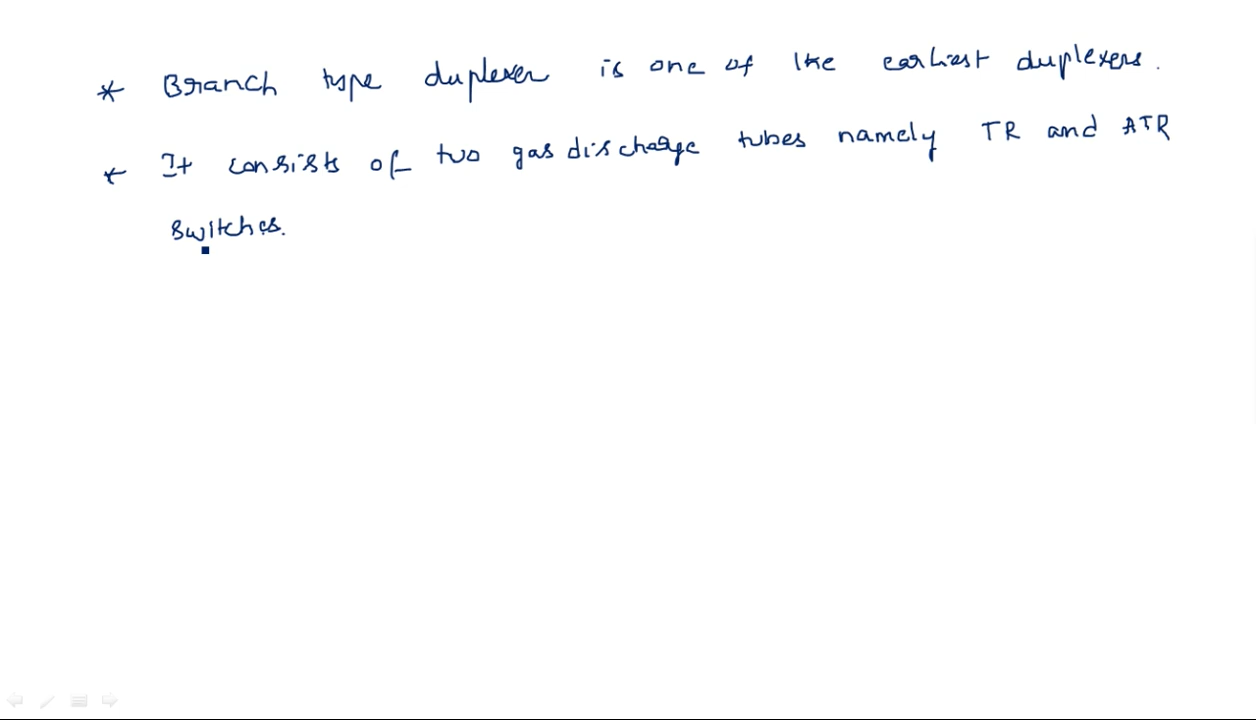 * Branch type duplexer is one of the earliest duplexers.
* It consists of two gas discharge tubes namely TR and ATR
switches.